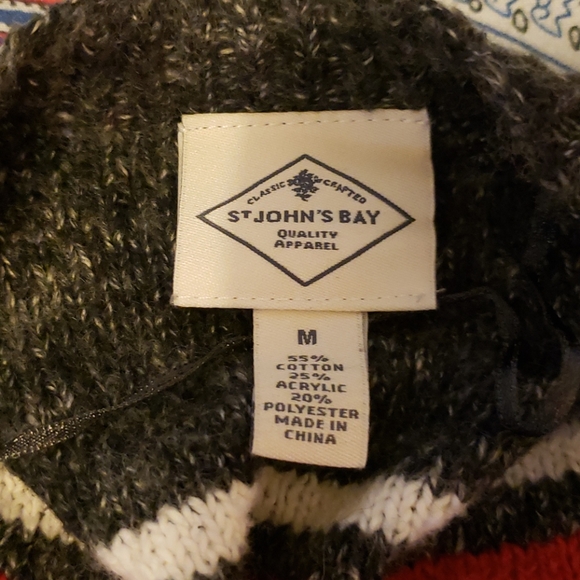 CLASSIC CRAFTED
ST JOHN'S BAY
QUALITY
APPAREL
M
55%
COTTON
25%
ACRYLIC
20%
POLYESTER
MADE IN
CHINA